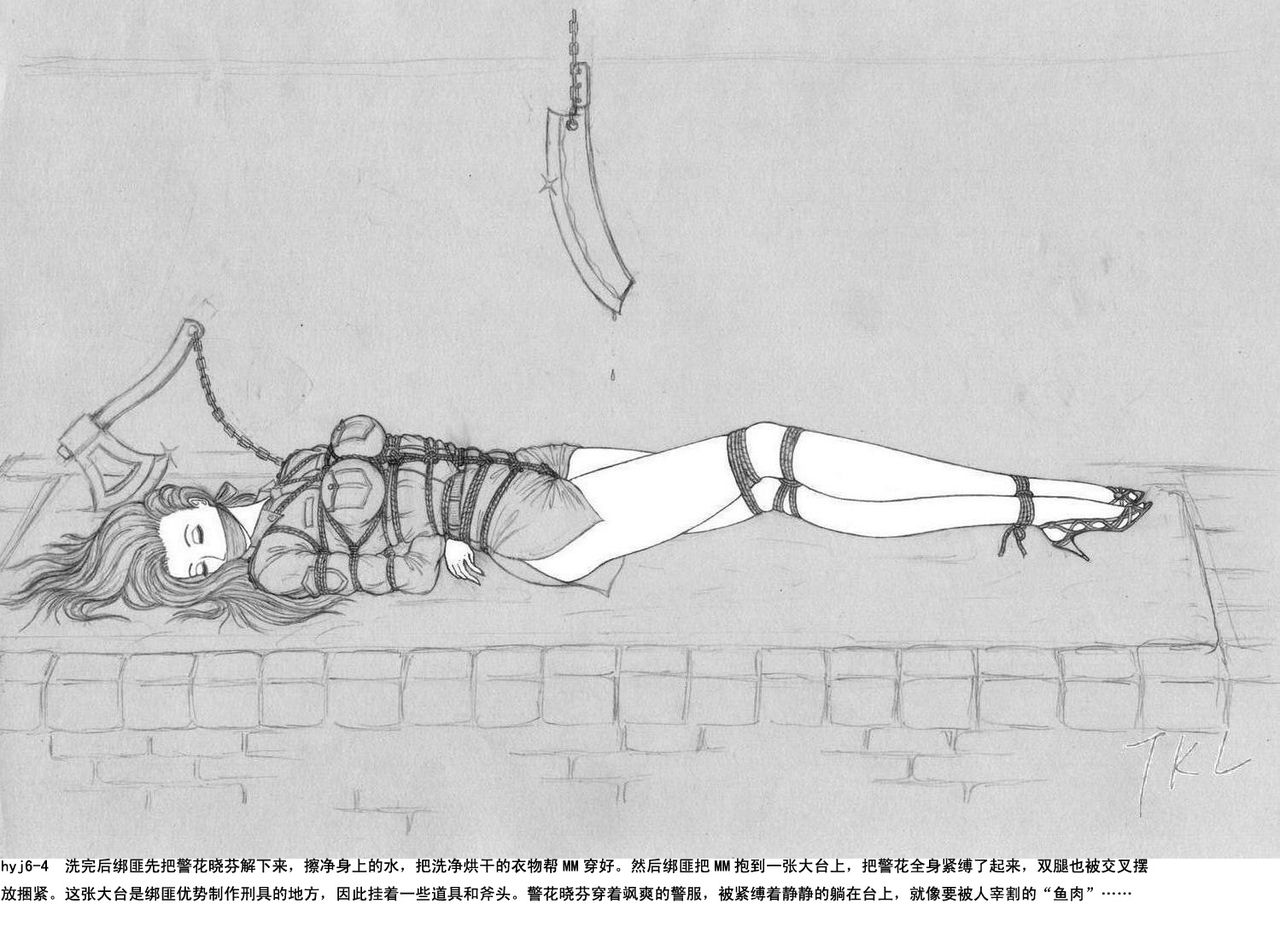 TKL
hyj6-4 洗完后绑匪先把警花晓芬解下来，擦净身上的水，把洗净烘干的衣物帮MM穿好。然后绑匪把MM抱到一张大台上，把警花全身紧缚了起来，双腿也被交叉摆
放捆紧。这张大台是绑匪优势制作刑具的地方，因此挂着一些道具和斧头。警花晓芬穿着飒爽的警服，被紧缚着静静的躺在台上，就像要被人宰割的“鱼肉”……